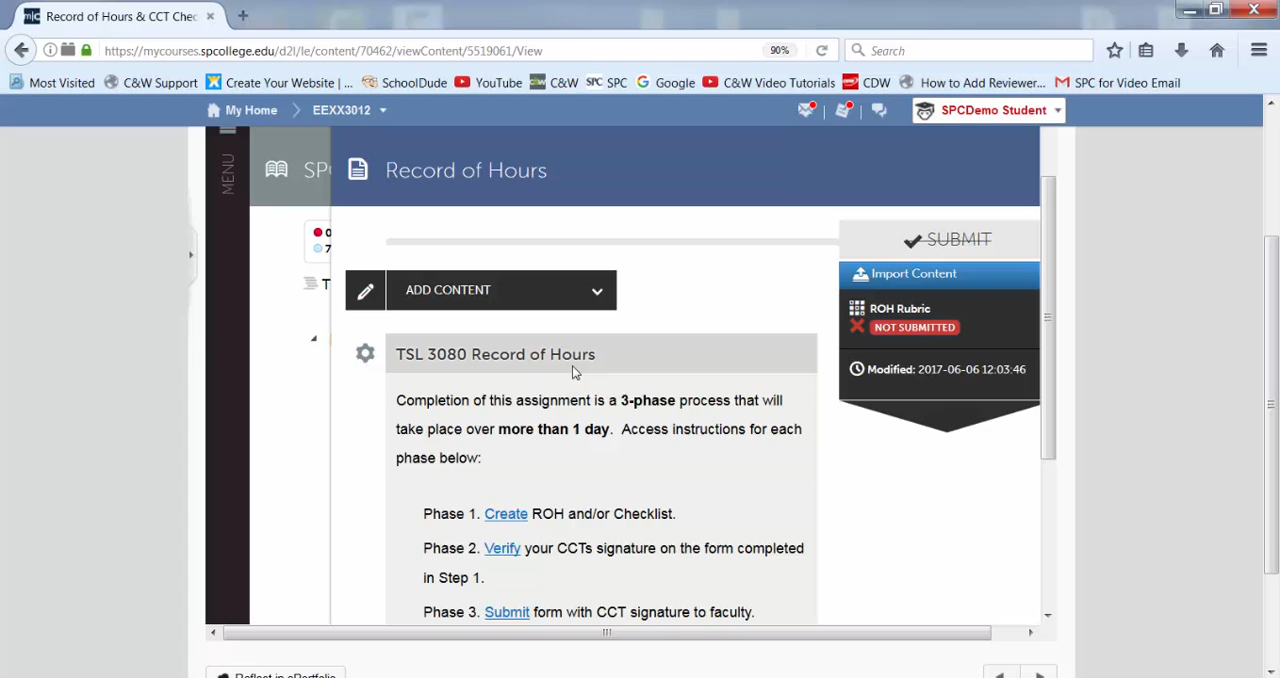 Record of Hours & CCT Chec
https://mycourses.spcollege.edu/d2l/le/content/70462/viewContent/5519061/View
90%
Search
Most Visited C&W Support Create Your Website | ... SchoolDude YouTube C&W SPC Google C&W Video Tutorials CDW How to Add Reviewer... SPC for Video Email
My Home EEXX3012 SPCDemo Student
MENU
SP
Record of Hours
0
7
T
SUBMIT
Import Content
ADD CONTENT
ROH Rubric
NOT SUBMITTED
Modified: 2017-06-06 12:03:46
TSL 3080 Record of Hours
Completion of this assignment is a 3-phase process that will
take place over more than 1 day. Access instructions for each
phase below:
Phase 1. Create ROH and/or Checklist.
Phase 2. Verify your CCTs signature on the form completed
in Step 1.
Phase 3. Submit form with CCT signature to faculty.
Reflect in ePortfolio